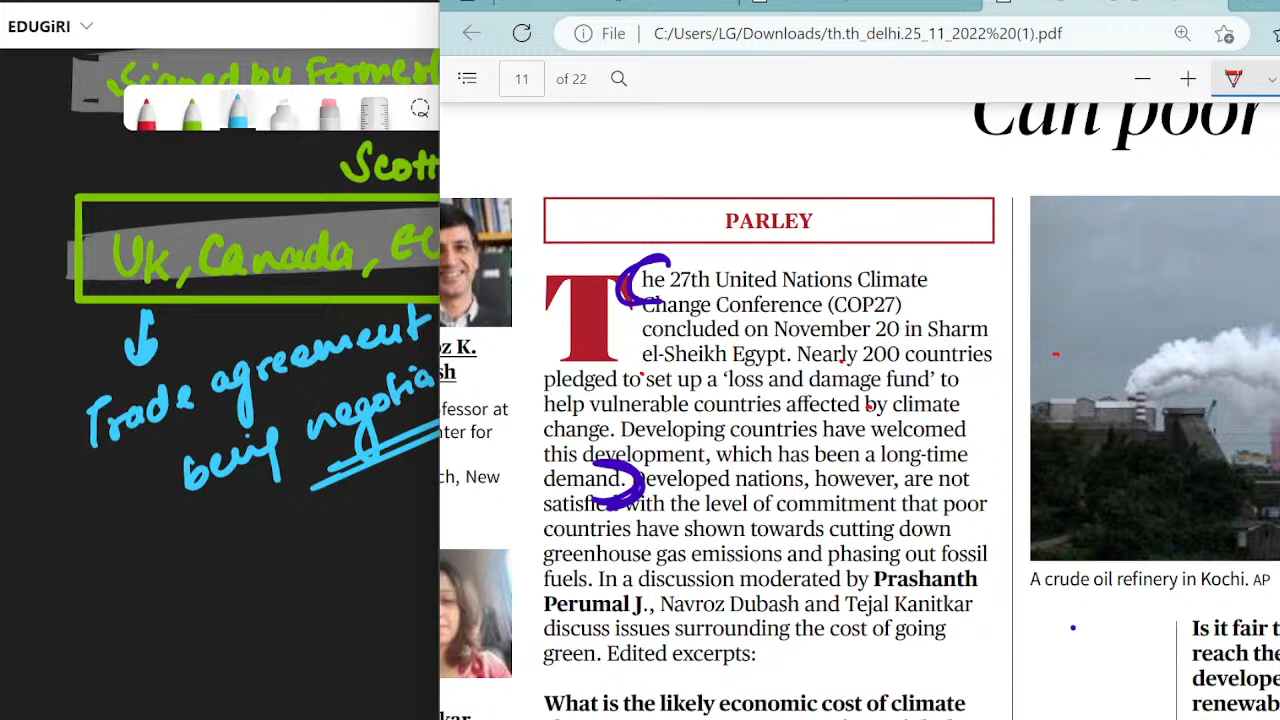 EDUGiRI
Signed by Former
Scott
Uk, Canada, EU
Trade agreement
being negotia
File
C:/Users/LG/Downloads/th.th_delhi.25_11_2022%20(1).pdf
11 of 22
Can poor
PARLEY
The 27th United Nations Climate
Change Conference (COP27)
concluded on November 20 in Sharm
el-Sheikh Egypt. Nearly 200 countries
pledged to set up a ‘loss and damage fund’ to
help vulnerable countries affected by climate
change. Developing countries have welcomed
this development, which has been a long-time
demand. Developed nations, however, are not
satisfied with the level of commitment that poor
countries have shown towards cutting down
greenhouse gas emissions and phasing out fossil
fuels. In a discussion moderated by Prashanth
Perumal J., Navroz Dubash and Tejal Kanitkar
discuss issues surrounding the cost of going
green. Edited excerpts:
What is the likely economic cost of climate
oz K.
sh
fessor at
nter for
ch, New
kar
A crude oil refinery in Kochi. AP
Is it fair t
reach the
develope
renewab